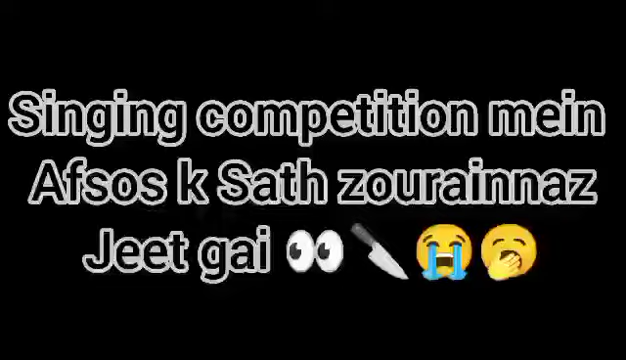 Singing competition mein
Afsos k Sath zourainnaz
Jeet gai 👀🔪😭🥱